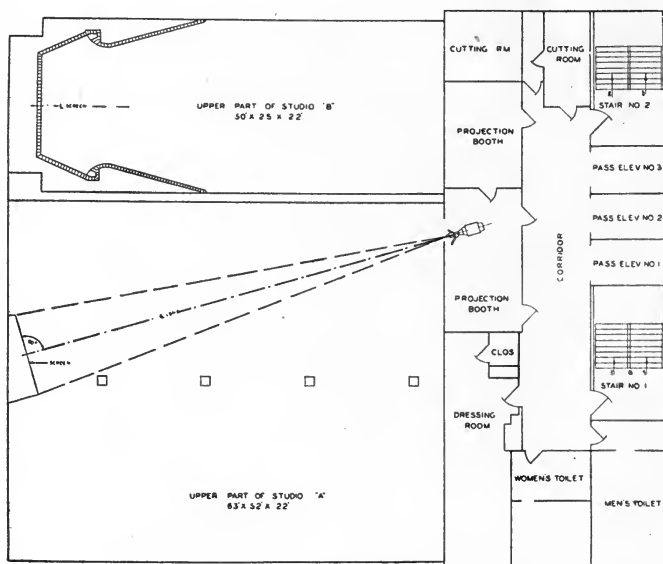 CUTTING RM
CUTTING
ROOM
STAIR NO. 2
SCREEN
UPPER PART OF STUDIO "B"
50' X 25 X 22'
PROJECTION
BOOTH
PASS ELEV NO 3
PASS ELEV NO 2
CORRIDOR
PASS ELEV NO 1
PROJECTION
BOOTH
90°
SCREEN
CLOS
STAIR NO. 1
DRESSING
ROOM
WOMEN'S TOILET
UPPER PART OF STUDIO "A"
63' X 52' X 22'
MEN'S TOILET